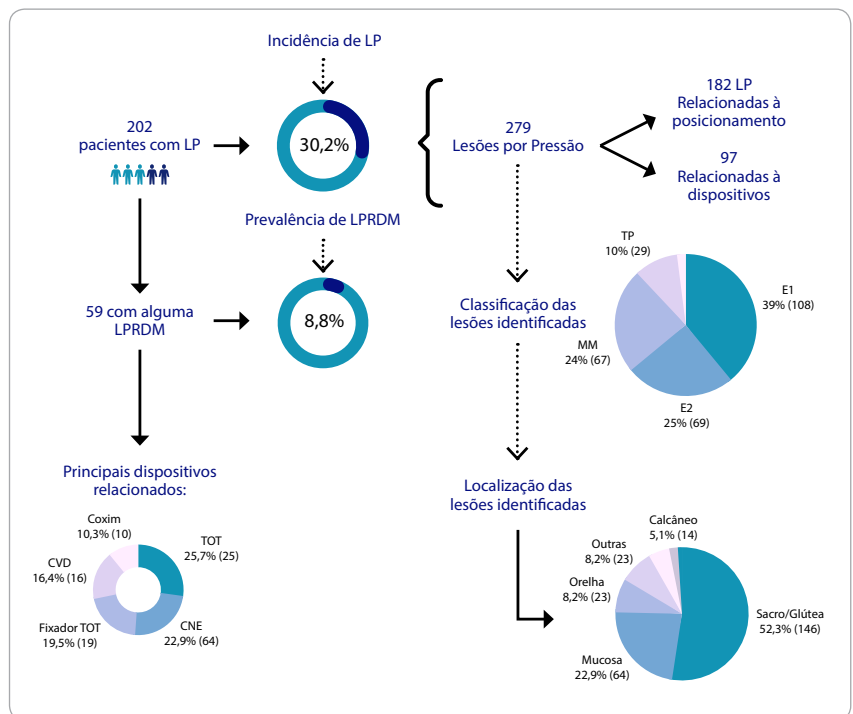 Incidência de LP
202
pacientes com LP
30,2%
279
Lesões por Pressão
182 LP
Relacionadas à
posicionamento
97
Relacionadas à
dispositivos
Prevalência de LPRDM
59 com alguma
LPRDM
8,8%
Classificação das
lesões identificadas
TP
10% (29)
E1
39% (108)
MM
24% (67)
E2
25% (69)
Principais dispositivos
relacionados:
Coxim
10,3% (10)
TOT
25,7% (25)
CVD
16,4% (16)
Fixador TOT
19,5% (19)
CNE
22,9% (64)
Localização das
lesões identificadas
Calcâneo
5,1% (14)
Outras
8,2% (23)
Orelha
8,2% (23)
Sacro/Glútea
52,3% (146)
Mucosa
22,9% (64)